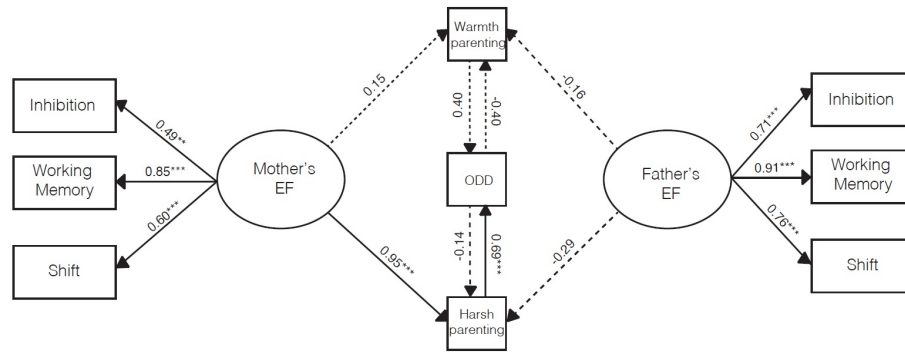 Warmth
parenting
0.15
-0.16
0.40
-0.40
Inhibition
Working
Memory
Shift
0.49**
0.85***
0.60***
Mother's
EF
ODD
Father's
EF
0.71***
0.91***
0.76***
Inhibition
Working
Memory
Shift
0.95***
-0.14
0.69***
-0.29
Harsh
parenting